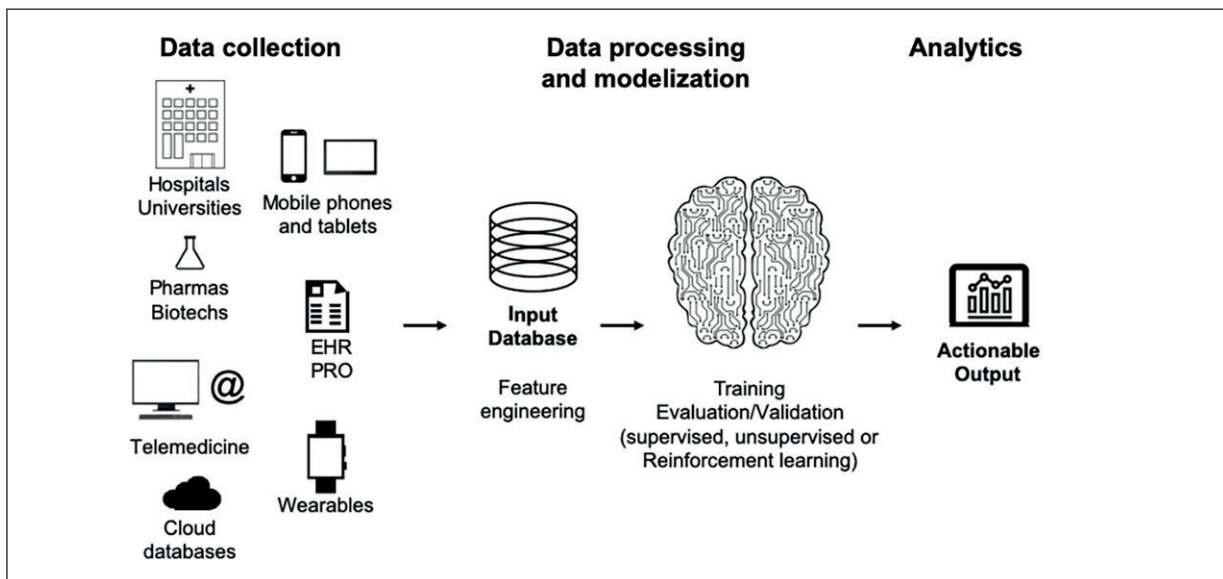 Data collection
Data processing
and modelization
Analytics
Hospitals
Universities
Mobile phones
and tablets
Pharmas
Biotechs
EHR
PRO
@
Telemedicine
Wearables
Cloud
databases
Input
Database
Feature
engineering
Training
Evaluation/Validation
(supervised, unsupervised or
Reinforcement learning)
Actionable
Output